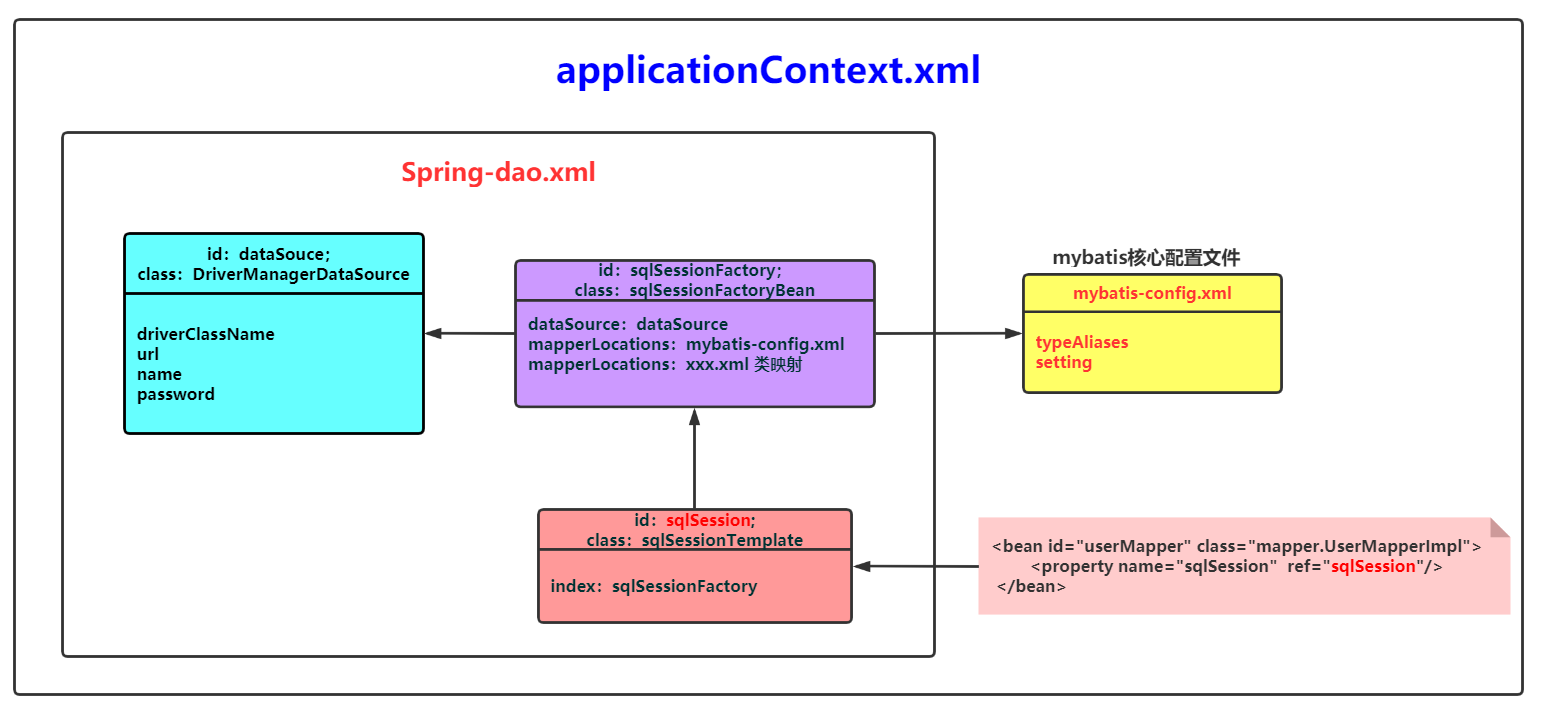 applicationContext.xml
Spring-dao.xml
id：dataSouce；
class：DriverManagerDataSource
driverClassName
url
name
password
id：sqlSessionFactory；
class：sqlSessionFactoryBean
dataSource：dataSource
mapperLocations：mybatis-config.xml
mapperLocations：xxx.xml 类映射
mybatis核心配置文件
mybatis-config.xml
typeAliases
setting
id：sqlSession;
class：sqlSessionTemplate
index：sqlSessionFactory
<bean id="userMapper" class="mapper.UserMapperImpl">
<property name="sqlSession" ref="sqlSession"/>
</bean>